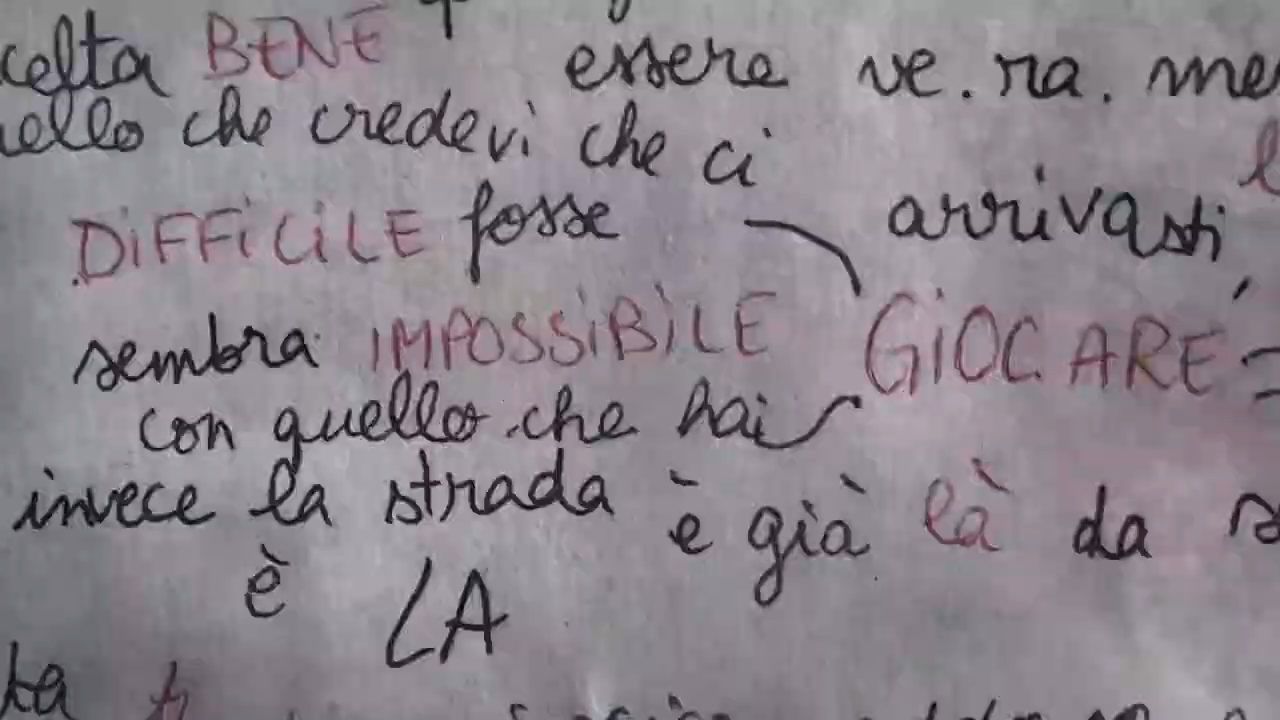 celta BENE essere ve.ra.me
ello che credevi che ci
DiFFiCiLE fosse arrivasti
sembra IMPOSSiBiLE GiOCARE =
con quello che hai
invece la strada è già là da s
è LA
ta